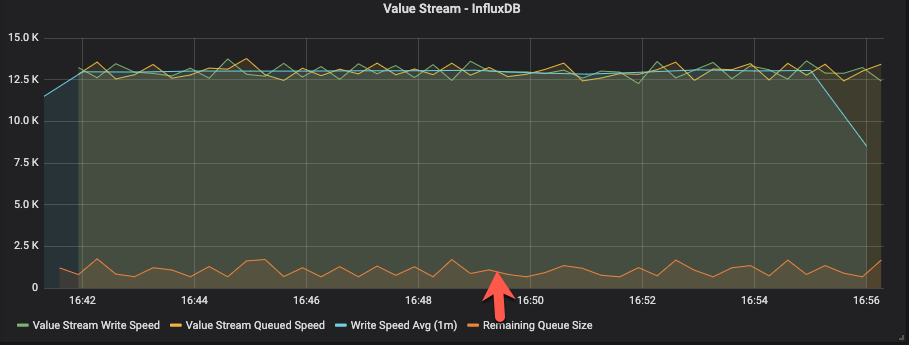 Value Stream - InfluxDB
15.0 K
12.5 K
10.0 K
7.5 K
5.0 K
2.5 K
0
16:42 16:44 16:46 16:48 16:50 16:52 16:54 16:56
Value Stream Write Speed Value Stream Queued Speed Write Speed Avg (1m) Remaining Queue Size